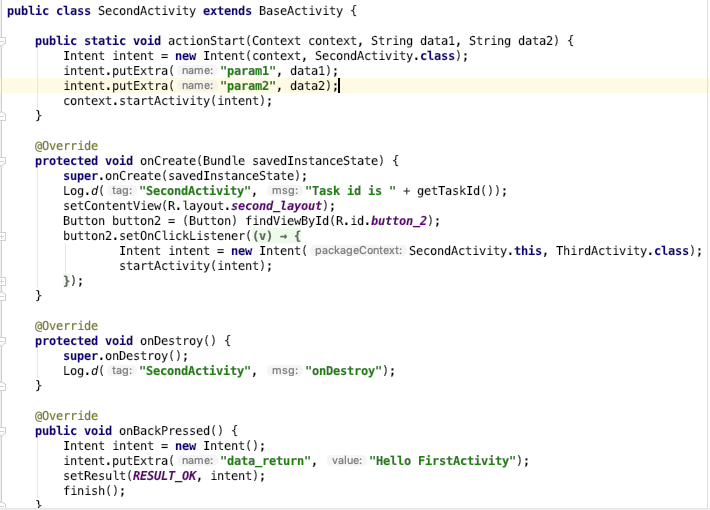 public class SecondActivity extends BaseActivity {
public static void actionStart(Context context, String data1, String data2) {
Intent intent = new Intent(context, SecondActivity.class);
intent.putExtra( name: "param1", data1);
intent.putExtra( name: "param2", data2);
context.startActivity(intent);
}
@Override
protected void onCreate(Bundle savedInstanceState) {
super.onCreate(savedInstanceState);
Log.d( tag: "SecondActivity", msg: "Task id is " + getTaskId());
setContentView(R.layout.second_layout);
Button button2 = (Button) findViewById(R.id.button_2);
button2.setOnClickListener((v) → {
Intent intent = new Intent( packageContext: SecondActivity.this, ThirdActivity.class);
startActivity(intent);
});
}
@Override
protected void onDestroy() {
super.onDestroy();
Log.d( tag: "SecondActivity", msg: "onDestroy");
}
@Override
public void onBackPressed() {
Intent intent = new Intent();
intent.putExtra( name: "data_return", value: "Hello FirstActivity");
setResult(RESULT_OK, intent);
finish();
}